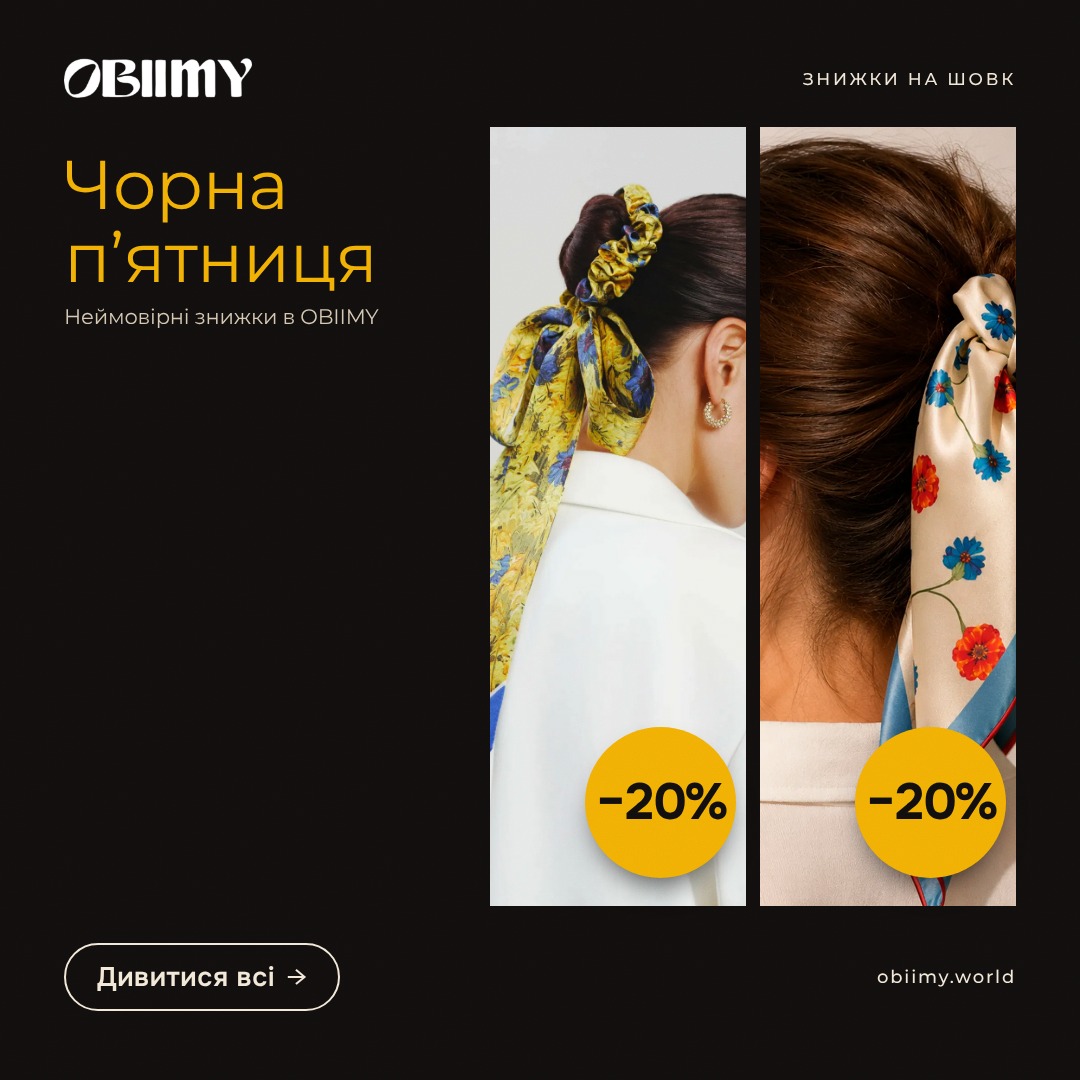 OBIIMY
ЗНИЖКИ НА ШОВК
Чорна
п’ятниця
Неймовірні знижки в OBIIMY
−20%
−20%
Дивитися всі →
obiimy.world